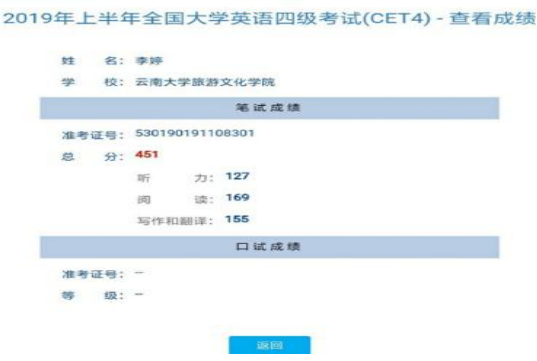 2019年上半年全国大学英语四级考试(CET4) - 查看成绩
姓 名: 李婷
学 校: 云南大学旅游文化学院
笔试成绩
准考证号: 530190191108301
总 分: 451
听 力: 127
阅 读: 169
写作和翻译: 155
口试成绩
准考证号: --
等 级: --
返回